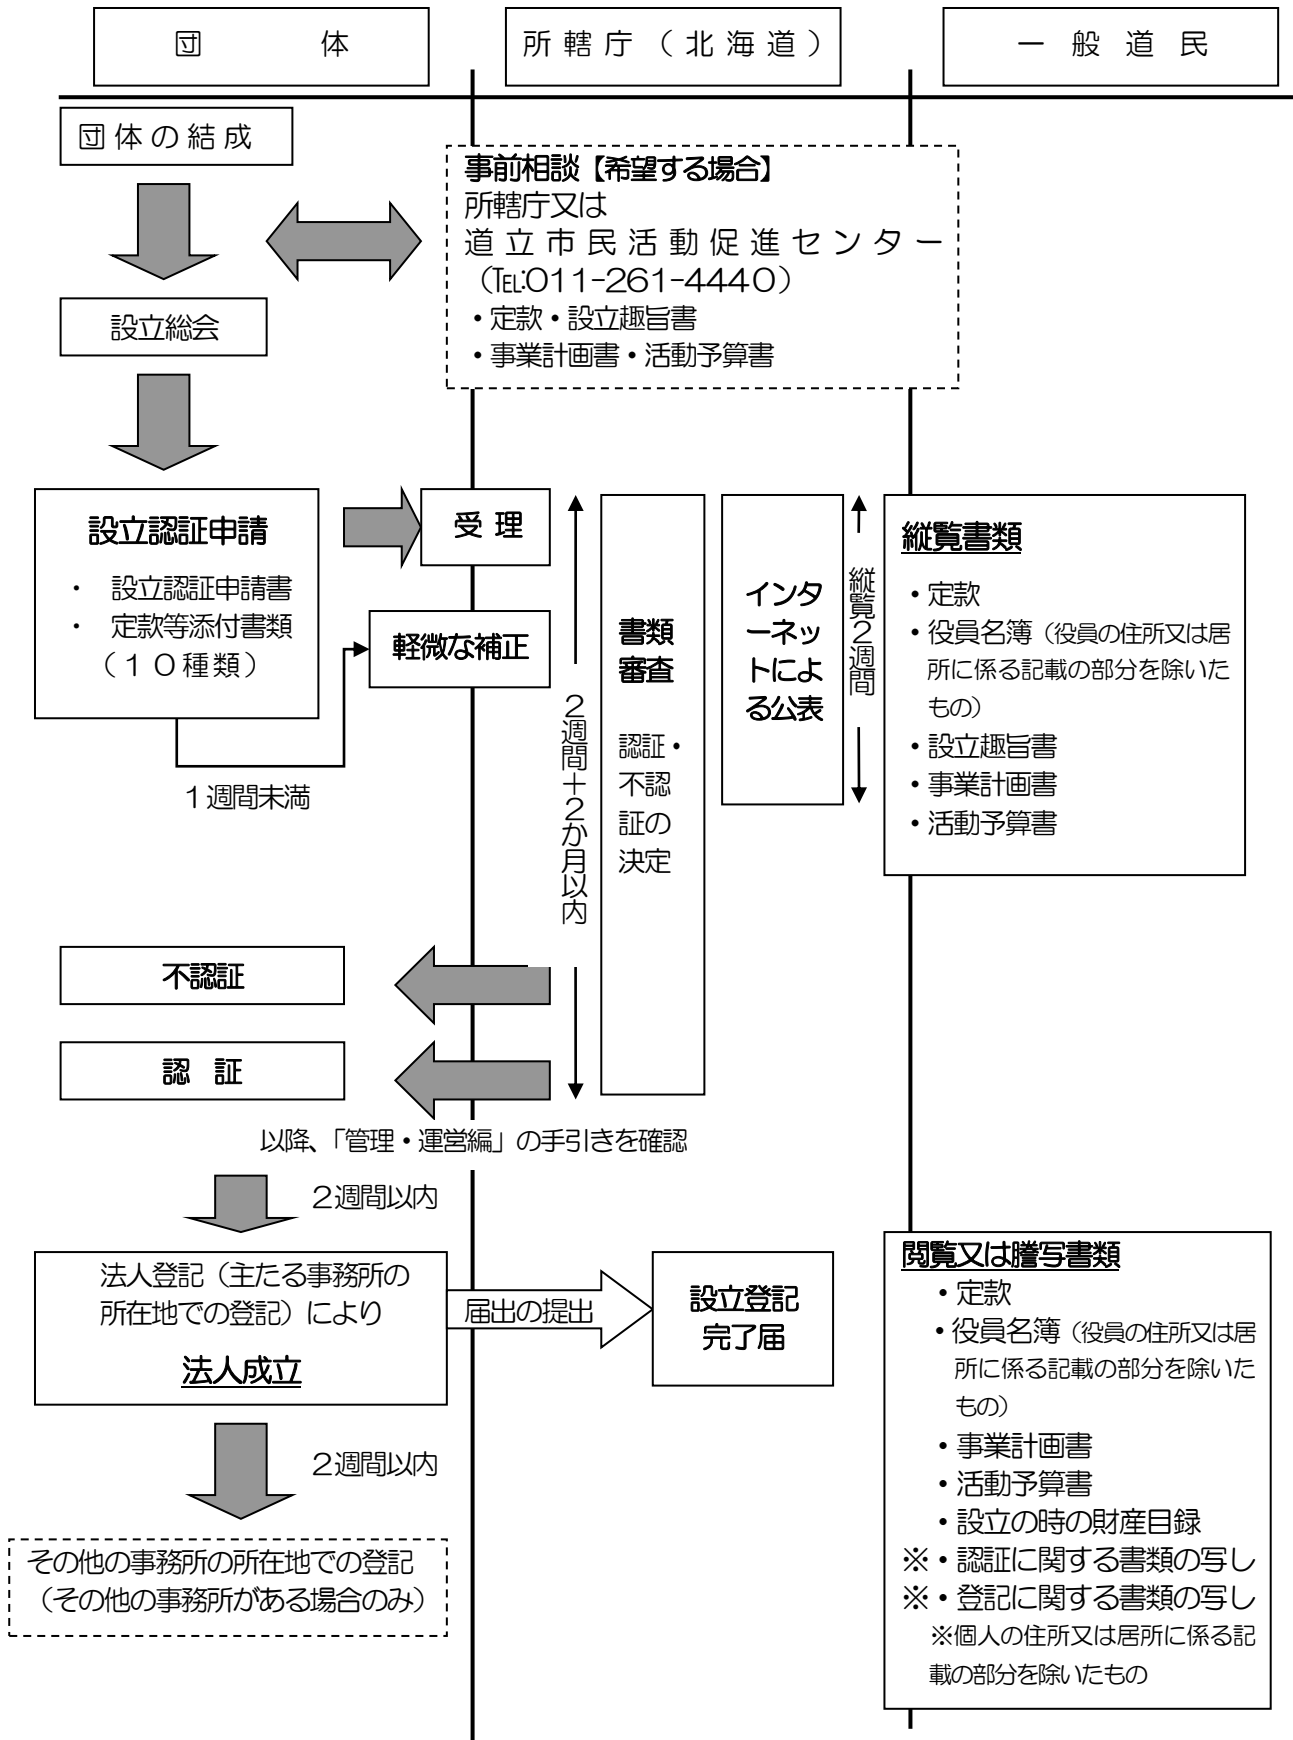 団　　　　体
所轄庁（北海道）
一般道民
団体の結成
事前相談【希望する場合】
所轄庁又は
道立市民活動促進センター
（℡:011-261-4440）
・定款・設立趣旨書
・事業計画書・活動予算書
設立総会
設立認証申請
・　設立認証申請書
・　定款等添付書類
（１０種類）
受 理
軽微な補正
１週間未満
２週間＋２か月以内
書類
審査
認証・
不認
証の
決定
インタ
ーネッ
トによ
る公表
縦覧２週間
縦覧書類
・定款
・役員名簿（役員の住所又は居
所に係る記載の部分を除いた
もの）
・設立趣旨書
・事業計画書
・活動予算書
不認証
認　証
以降、「管理・運営編」の手引きを確認
２週間以内
法人登記（主たる事務所の
所在地での登記）により
法人成立
届出の提出
設立登記
完了届
２週間以内
その他の事務所の所在地での登記
（その他の事務所がある場合のみ）
閲覧又は謄写書類
・定款
・役員名簿（役員の住所又は居
所に係る記載の部分を除いた
もの）
・事業計画書
・活動予算書
・設立の時の財産目録
※・認証に関する書類の写し
※・登記に関する書類の写し
※個人の住所又は居所に係る記
載の部分を除いたもの